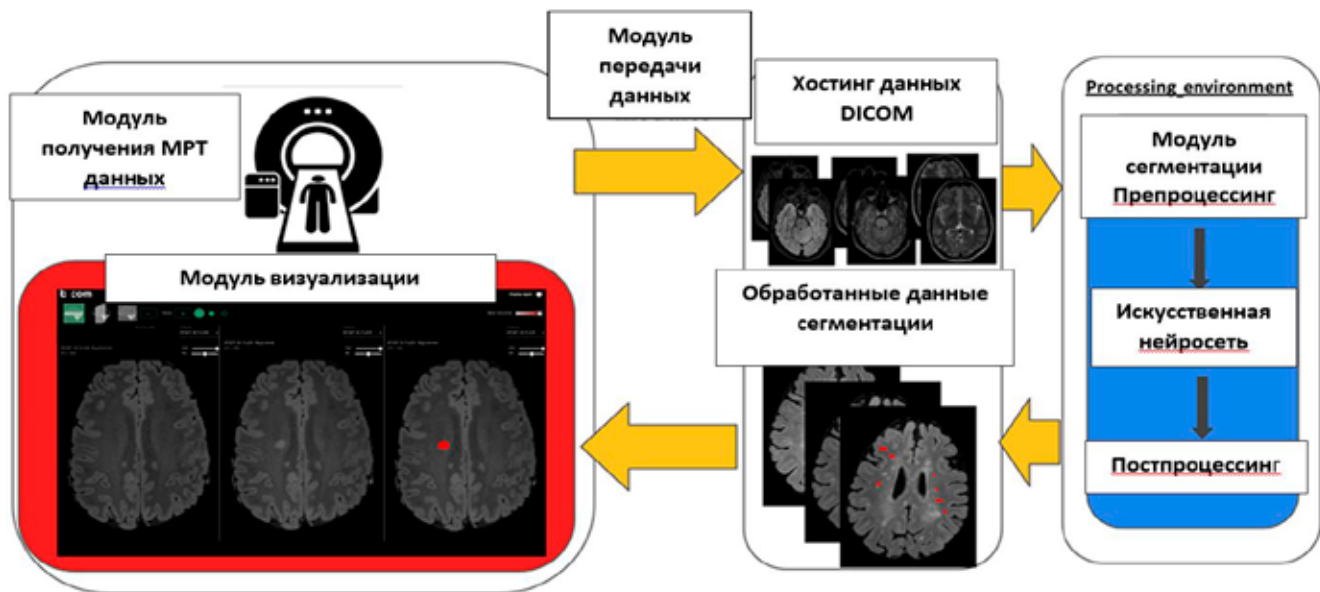 Модуль
передачи
данных
Модуль
получения МРТ
данных
Хостинг данных
DICOM
Processing_environment
Модуль
сегментации
Препроцессинг
Модуль визуализации
Обработанные данные
сегментации
Искусственная
нейросеть
Постпроцессинг